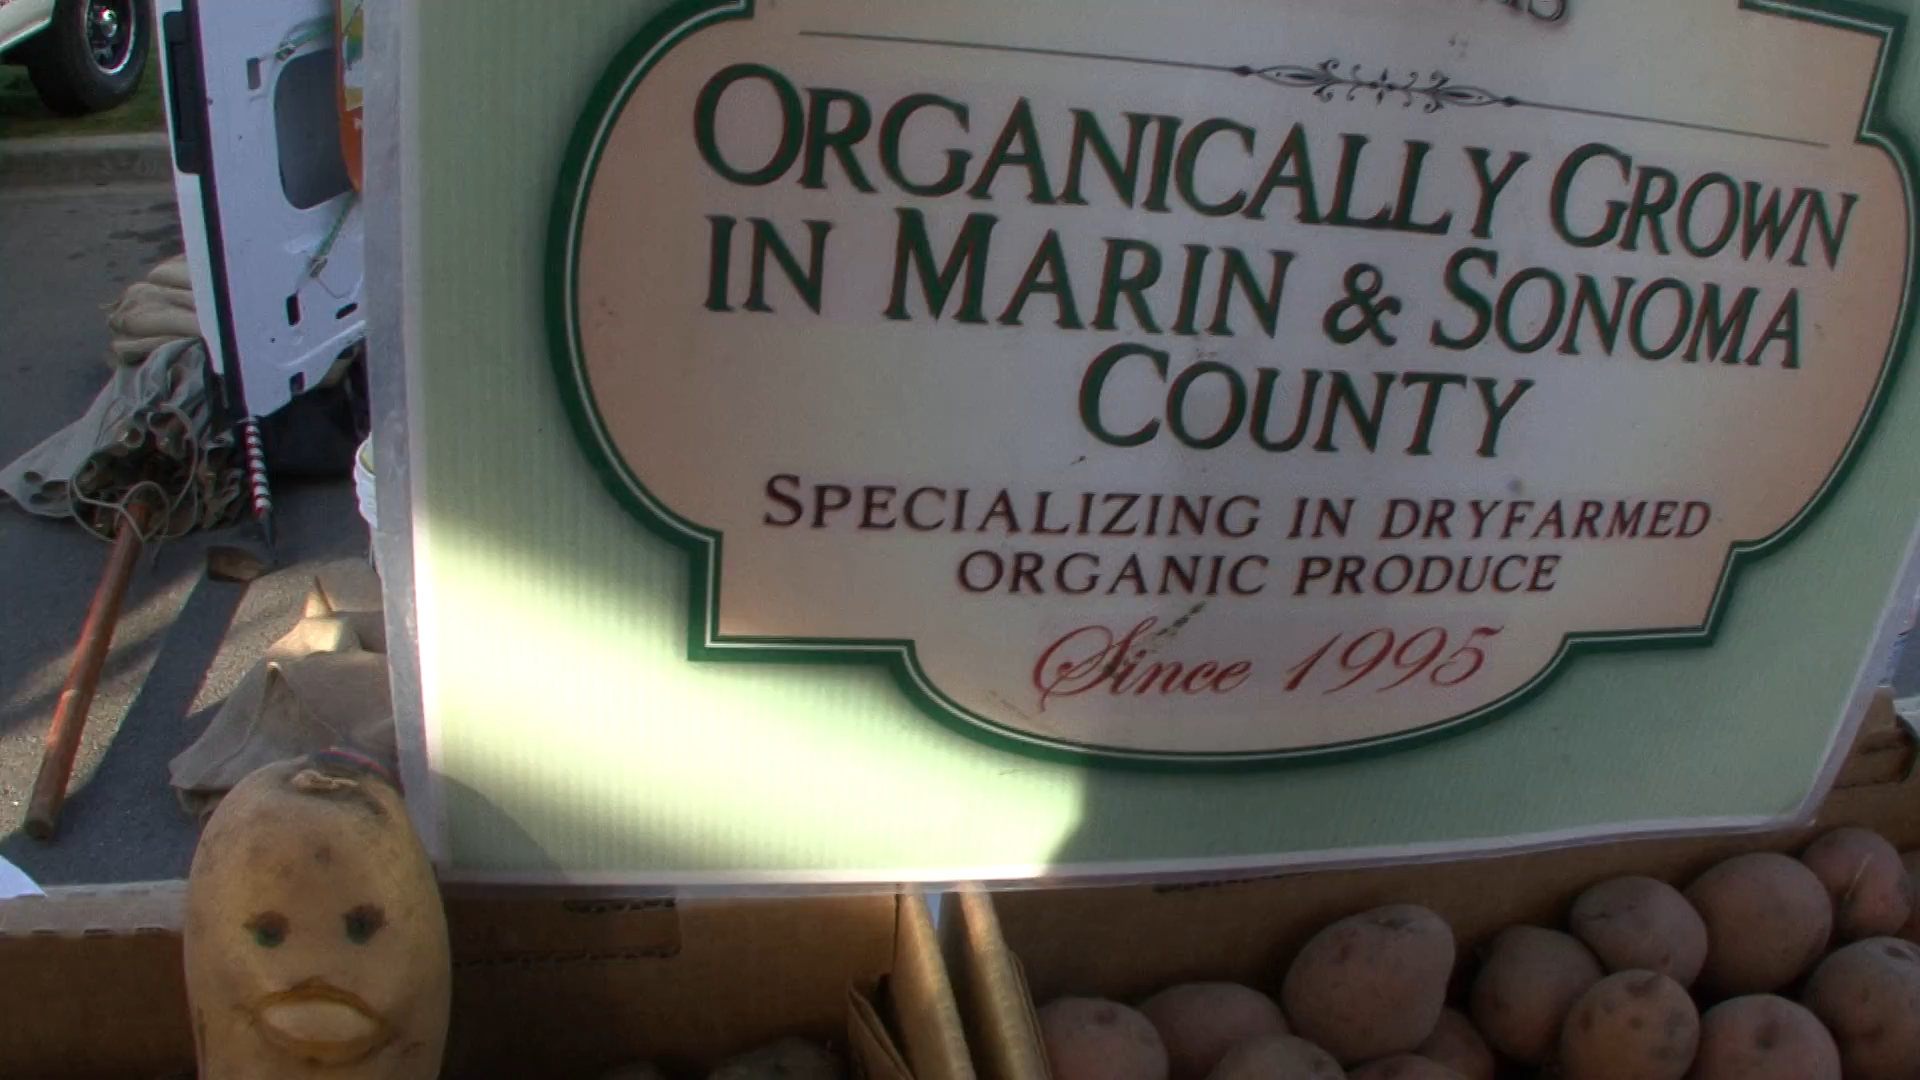 ORGANICALLY GROWN
IN MARIN & SONOMA
COUNTY
SPECIALIZING IN DRYFARMED
ORGANIC PRODUCE
Since 1995